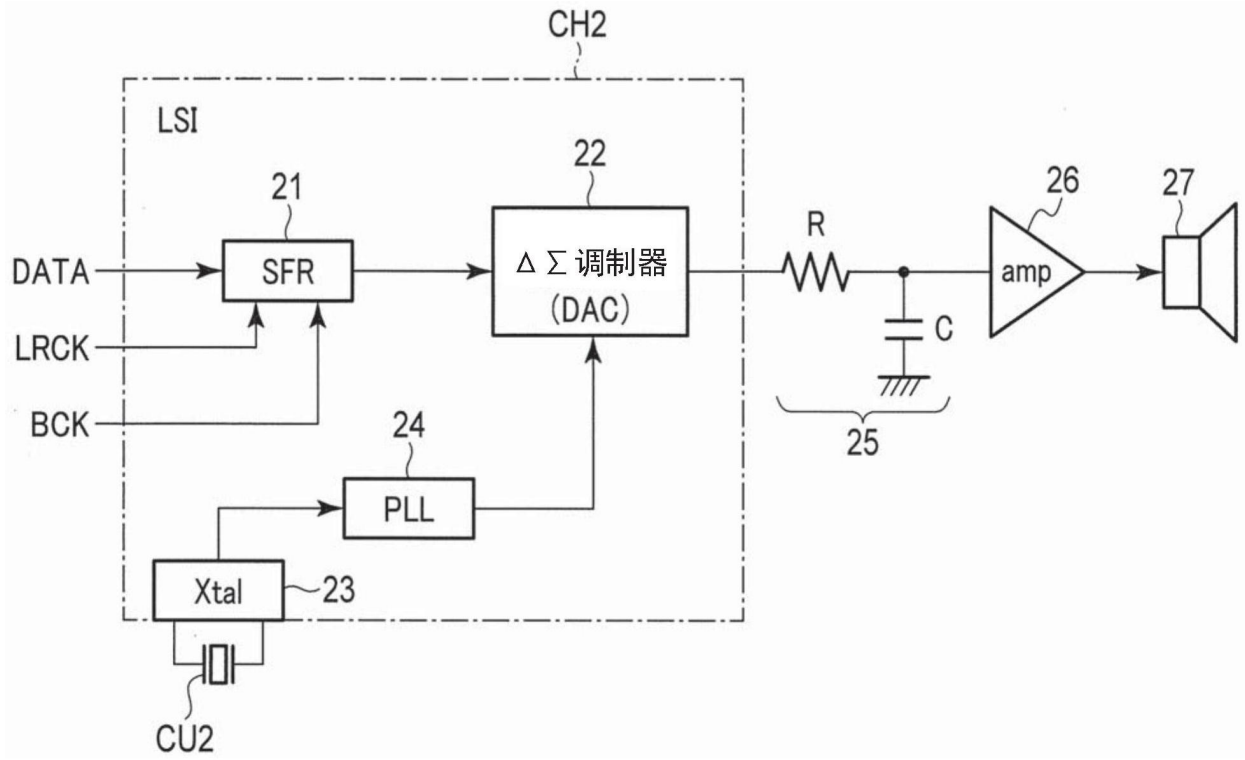 CH2
LSI
21
22
26
27
DATA
SFR
ΔΣ调制器
(DAC)
R
amp
LRCK
C
BCK
24
25
PLL
Xtal
23
CU2